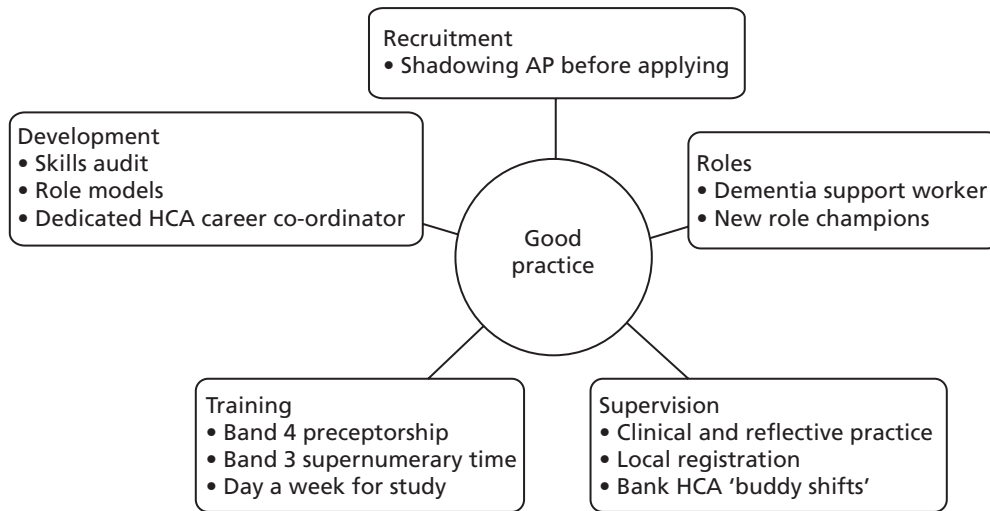 Recruitment
• Shadowing AP before applying
Development
• Skills audit
• Role models
• Dedicated HCA career co-ordinator
Roles
• Dementia support worker
• New role champions
Good
practice
Training
• Band 4 preceptorship
• Band 3 supernumerary time
• Day a week for study
Supervision
• Clinical and reflective practice
• Local registration
• Bank HCA ‘buddy shifts’